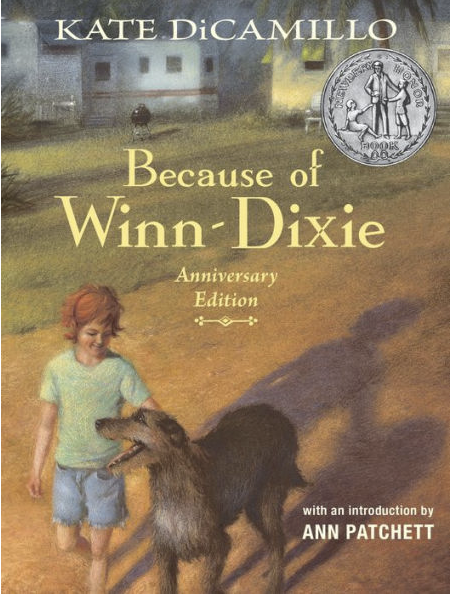 KATE DiCAMILLO
NEWBERY HONOR
BOOK
Because of
Winn-Dixie
Anniversary
Edition
with an introduction by
ANN PATCHETT